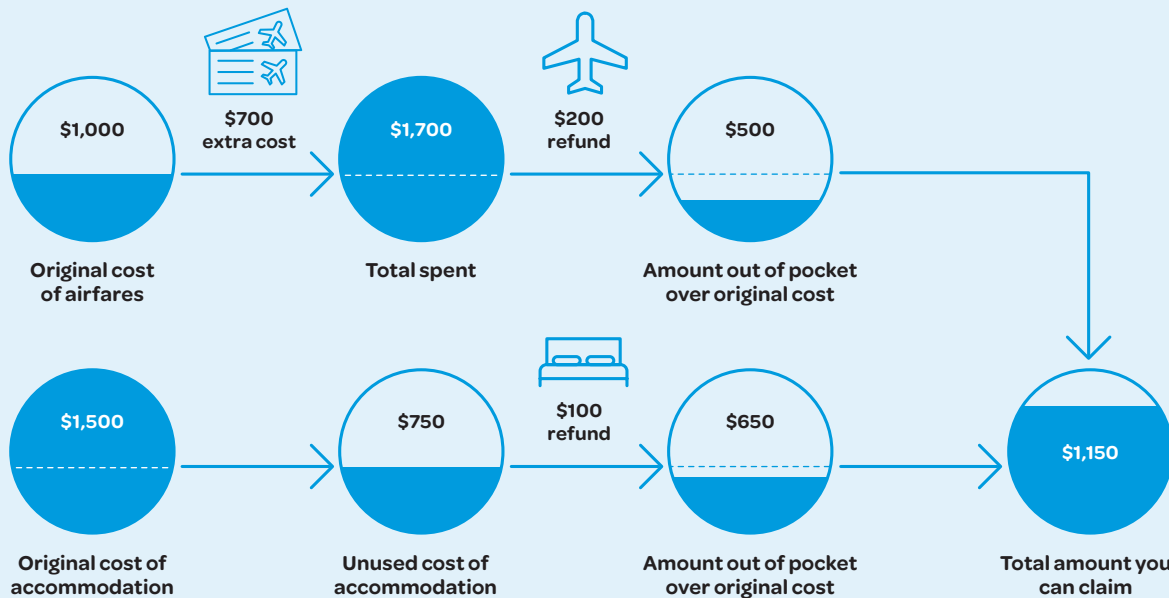 $1,000
$700
extra cost
$1,700
$200
refund
$500
Original cost
of airfares
Total spent
Amount out of pocket
over original cost
$1,500
$750
$100
refund
$650
$1,150
Original cost of
accommodation
Unused cost of
accommodation
Amount out of pocket
over original cost
Total amount you
can claim